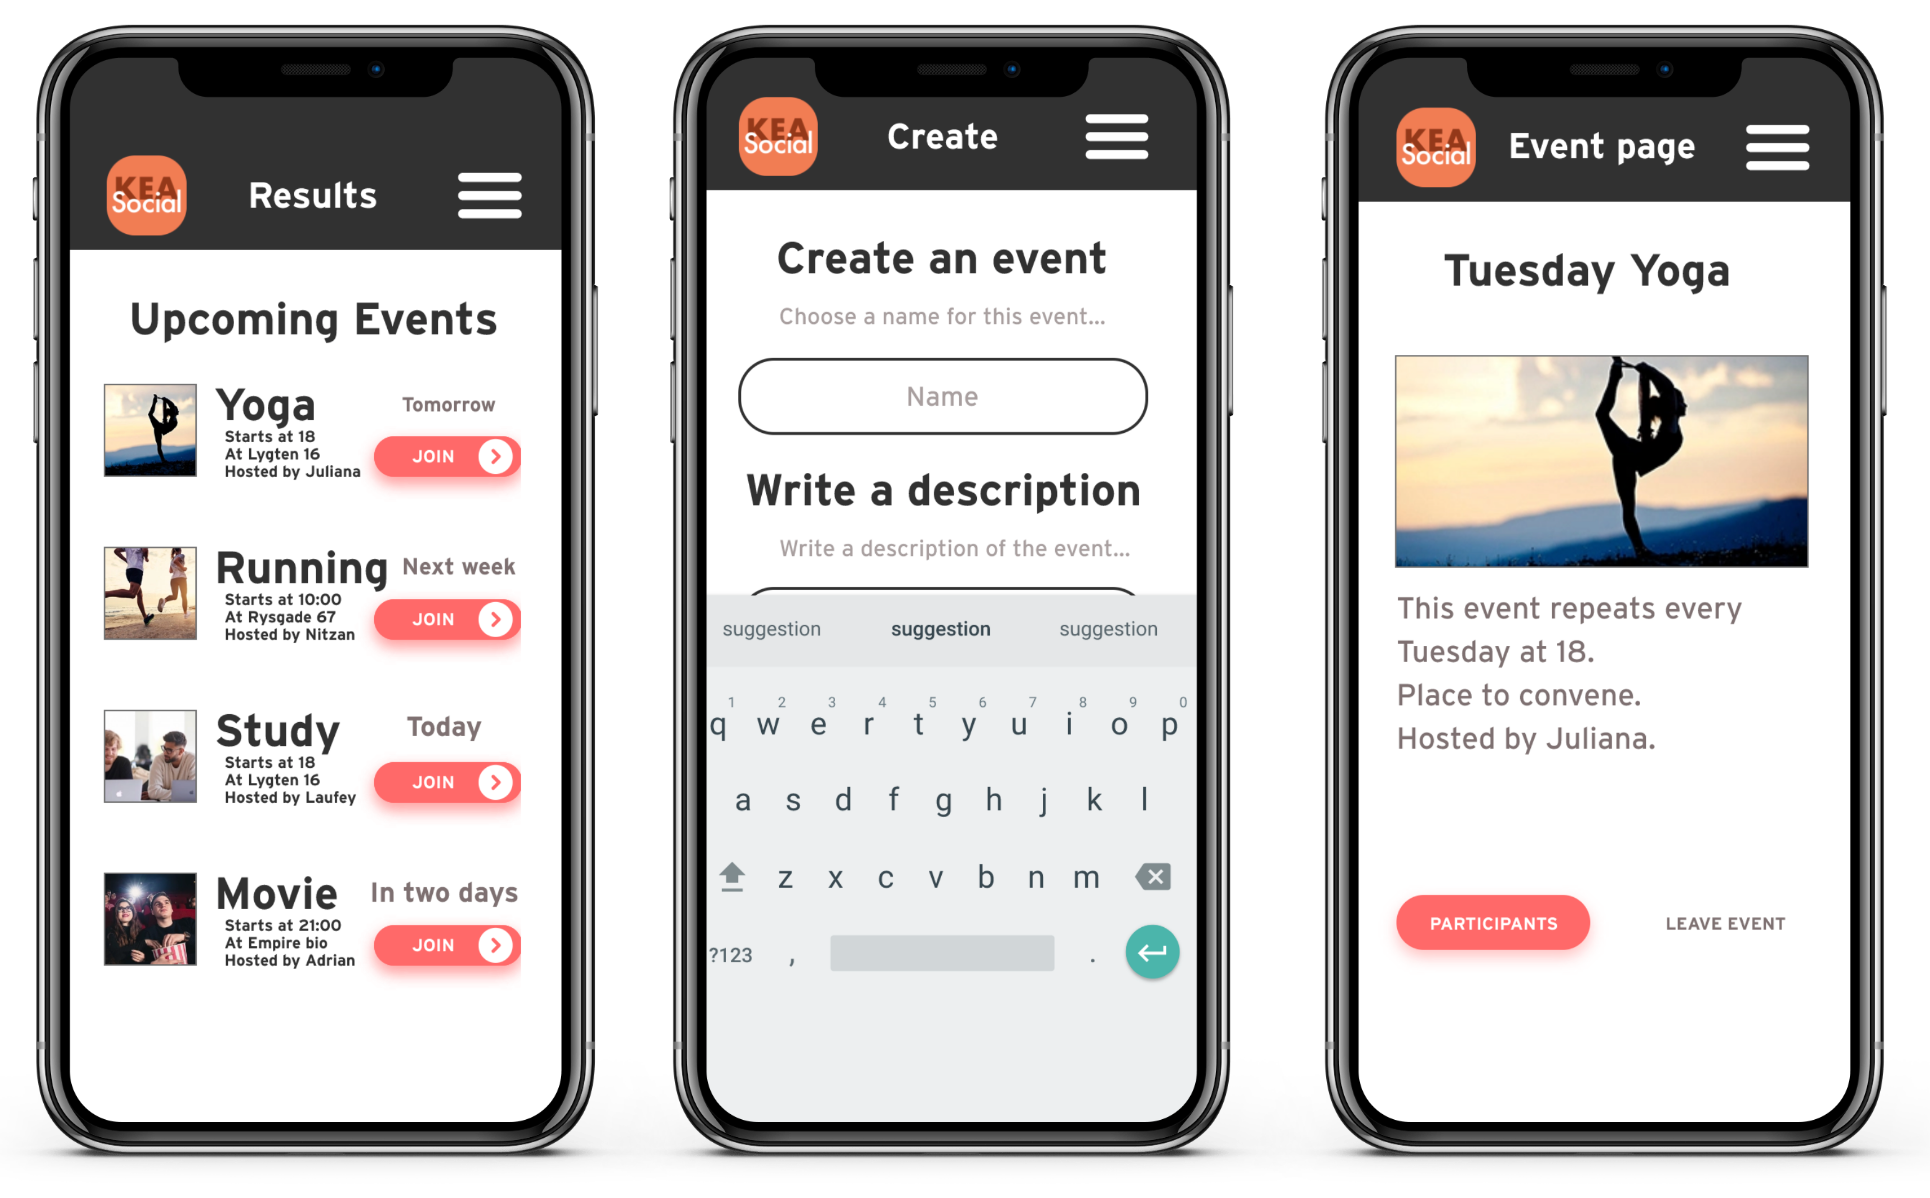 KEA
Social
Results
Upcoming Events
Yoga
Tomorrow
Starts at 18
At Lygten 16
Hosted by Juliana
JOIN
Running
Next week
Starts at 10:00
At Rysgade 67
Hosted by Nitzan
JOIN
Study
Today
Starts at 18
At Lygten 16
Hosted by Laufey
JOIN
Movie
In two days
Starts at 21:00
At Empire bio
Hosted by Adrian
JOIN
KEA
Social
Create
Create an event
Choose a name for this event...
Name
Write a description
Write a description of the event...
suggestion suggestion suggestion
1 2 3 4 5 6 7 8 9 0
q w e r t y u i o p
a s d f g h j k l
z x c v b n m
?123 , .
KEA
Social
Event page
Tuesday Yoga
This event repeats every
Tuesday at 18.
Place to convene.
Hosted by Juliana.
PARTICIPANTS
LEAVE EVENT